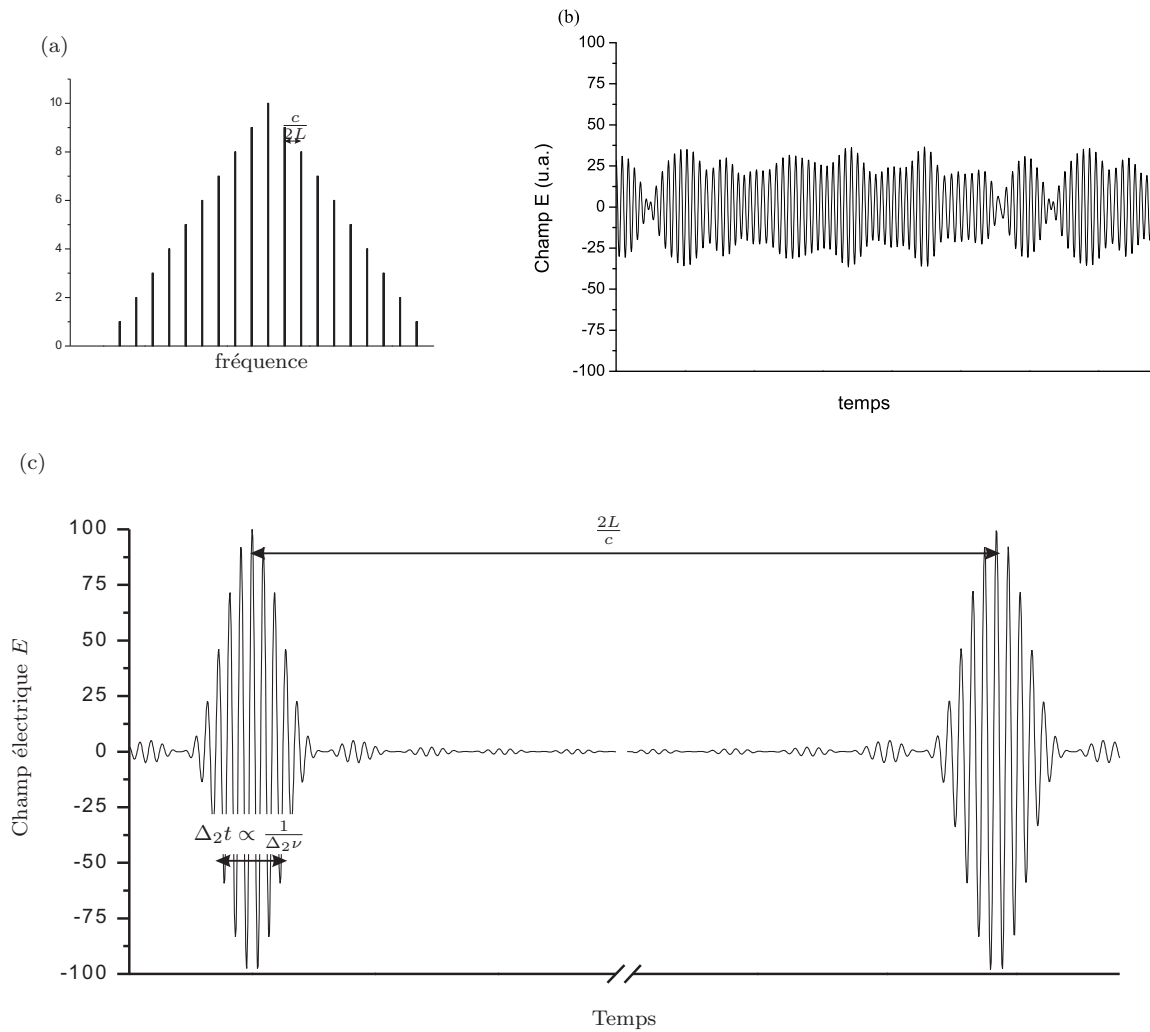 (a)
10
8
6
4
2
0
c
2L
fréquence
(b)
100
75
50
25
0
-25
-50
-75
-100
Champ E (u.a.)
temps
(c)
100
75
50
25
0
-25
-50
-75
-100
Champ électrique E
2L
c
Δ₂t ∝ 1
Δ₂ν
Temps